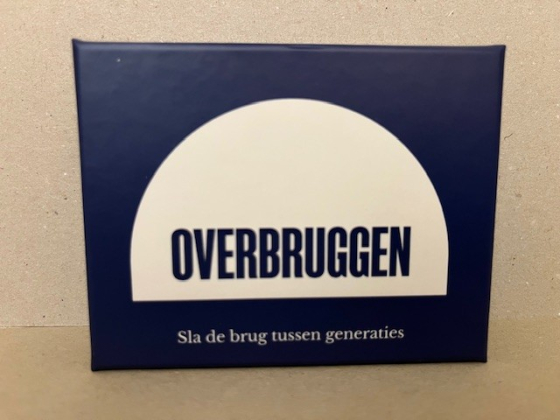 OVERBRUGGEN
Sla de brug tussen generaties